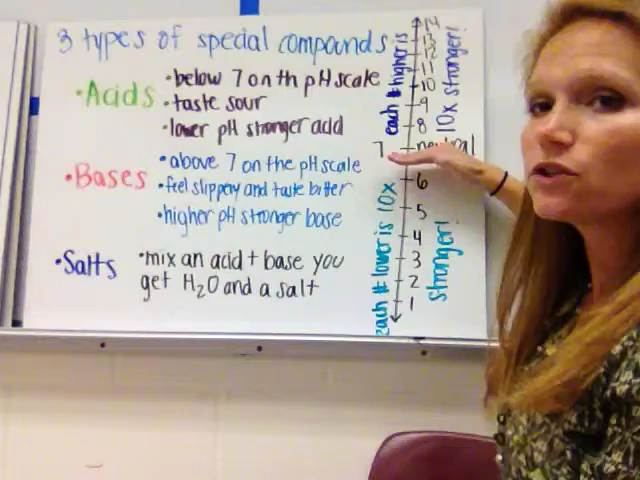 3 types of special compounds
• Acids
• below 7 on th pH scale
• taste sour
• lower pH stronger acid
• Bases
• above 7 on the pH scale
• feel slippery and taste bitter
• higher pH stronger base
• Salts
• mix an acid + base you
get H₂O and a salt
each # higher is
10x stronger!
14
13
12
11
10
9
8
7
neutral
6
5
4
3
2
1
each # lower is 10x
stronger!